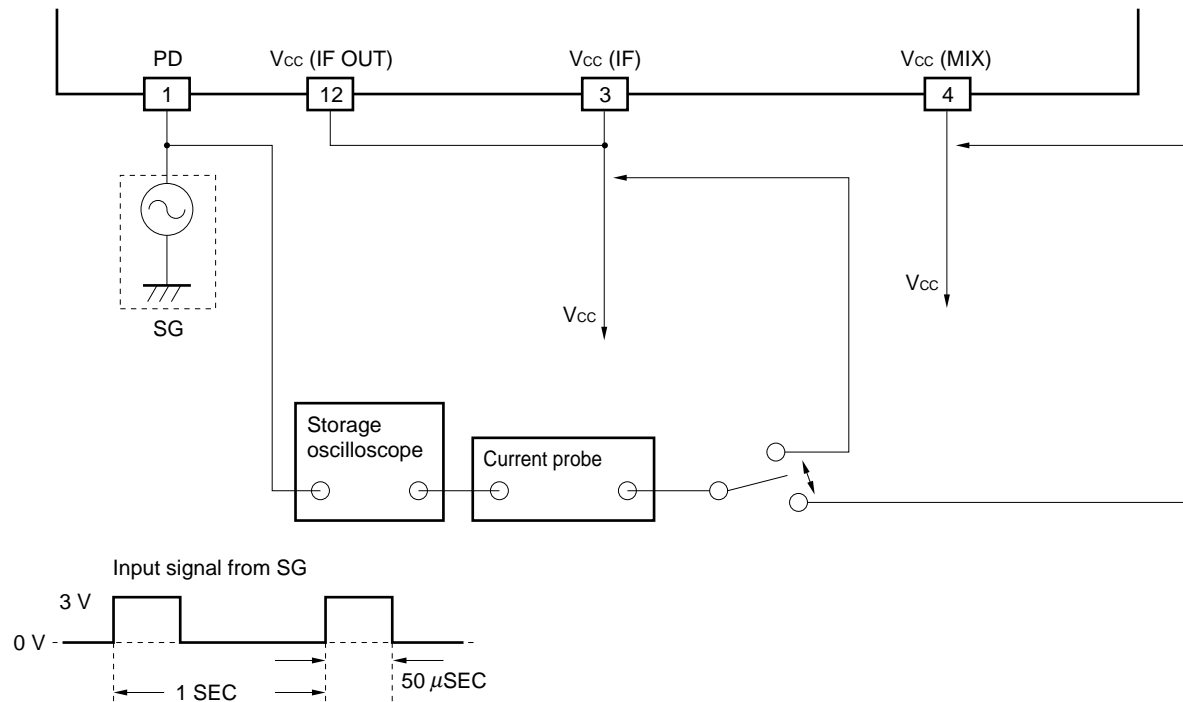 PD
VCC (IF OUT)
VCC (IF)
VCC (MIX)
1
12
3
4
SG
VCC
VCC
Storage
oscilloscope
Current probe
Input signal from SG
3 V
0 V
50 μSEC
1 SEC